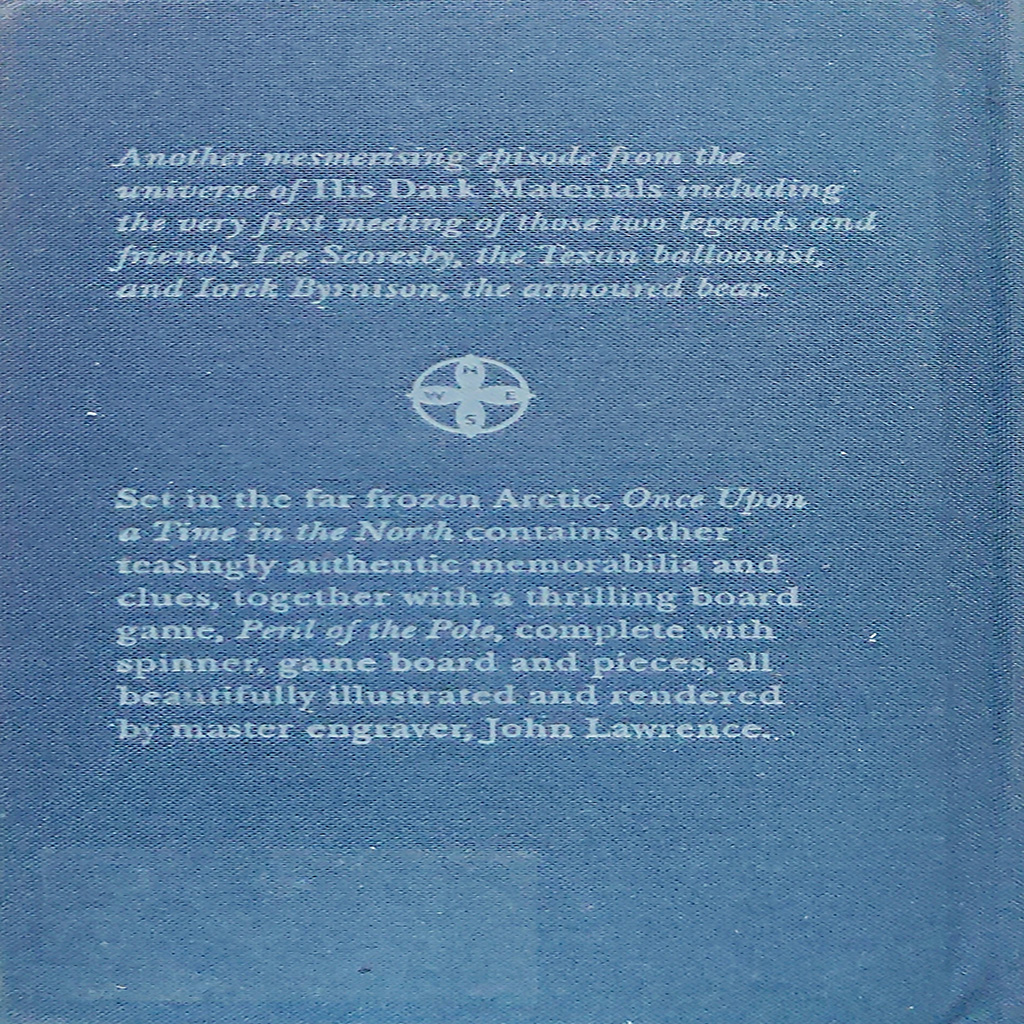 Another mesmerising episode from the
universe of His Dark Materials including
the very first meeting of those two legends and
friends, Lee Scoresby, the Texan balloonist,
and Iorek Byrnison, the armoured bear.
N
W E
S
Set in the far frozen Arctic, Once Upon
a Time in the North contains other
teasingly authentic memorabilia and
clues, together with a thrilling board
game, Peril of the Pole, complete with
spinner, game board and pieces, all
beautifully illustrated and rendered
by master engraver, John Lawrence.